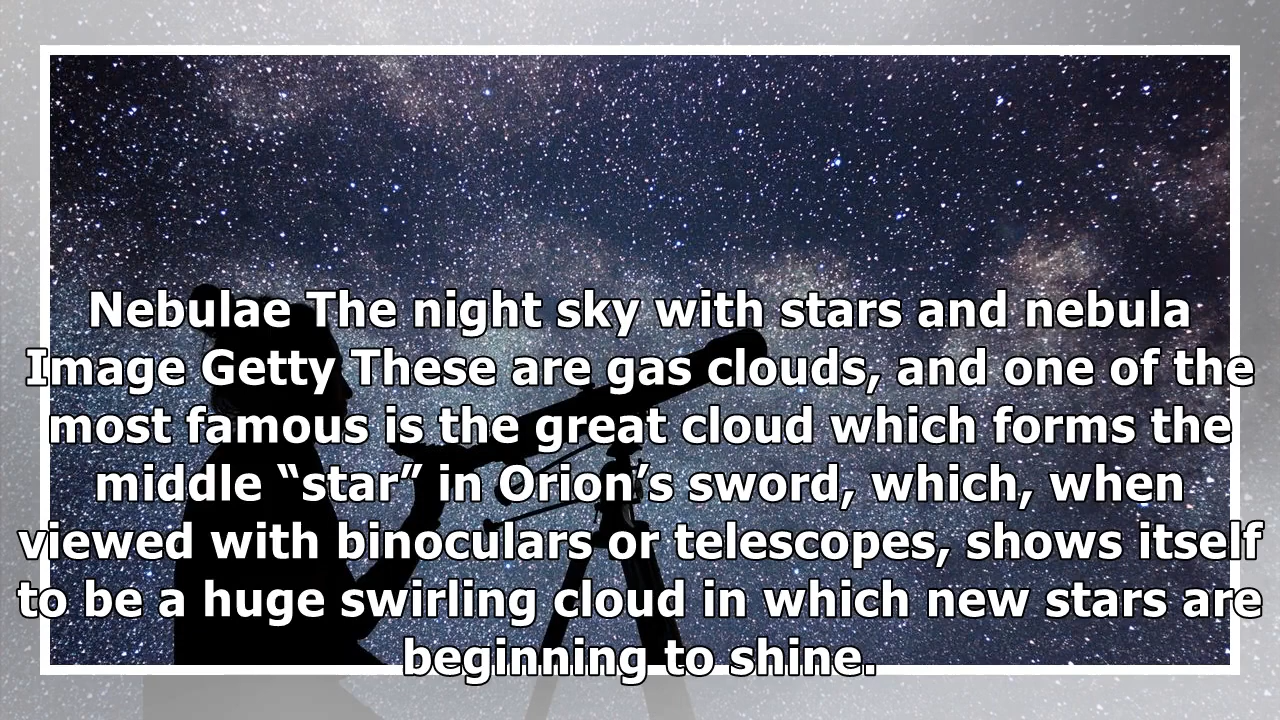 Nebulae The night sky with stars and nebula
Image Getty These are gas clouds, and one of the
most famous is the great cloud which forms the
middle “star” in Orion’s sword, which, when
viewed with binoculars or telescopes, shows itself
to be a huge swirling cloud in which new stars are
beginning to shine.